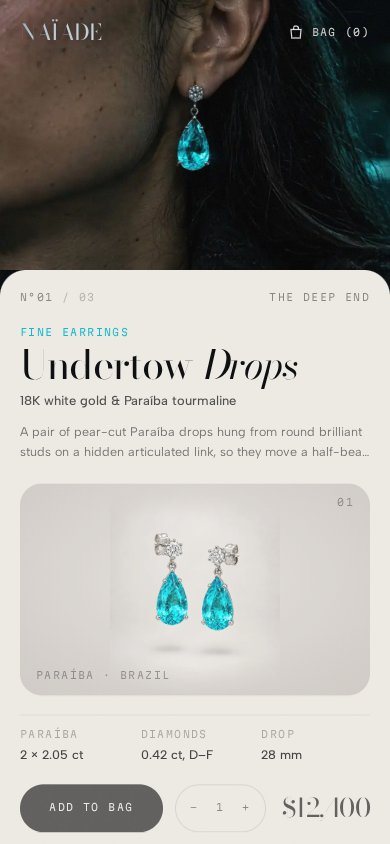 NAÏADE
BAG (0)
N°01 / 03
THE DEEP END
FINE EARRINGS
Undertow Drops
18K white gold & Paraíba tourmaline
A pair of pear-cut Paraíba drops hung from round brilliant
studs on a hidden articulated link, so they move a half-bea…
01
PARAÍBA · BRAZIL
PARAÍBA
DIAMONDS
DROP
2 × 2.05 ct
0.42 ct, D–F
28 mm
ADD TO BAG
− 1 +
$12,400